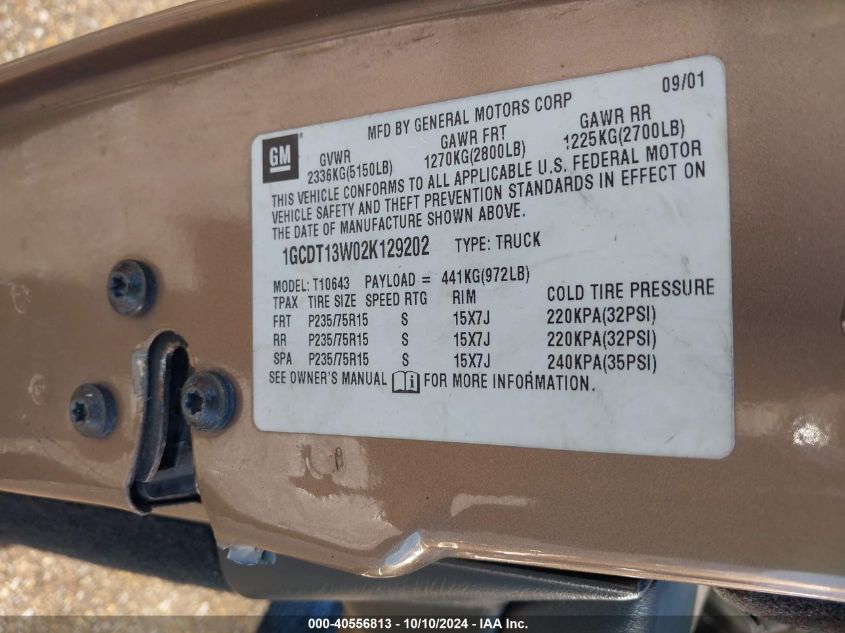 09/01
MFD BY GENERAL MOTORS CORP
GM
GVWR GAWR FRT GAWR RR
2336KG(5150LB) 1270KG(2800LB) 1225KG(2700LB)
THIS VEHICLE CONFORMS TO ALL APPLICABLE U.S. FEDERAL MOTOR
VEHICLE SAFETY AND THEFT PREVENTION STANDARDS IN EFFECT ON
THE DATE OF MANUFACTURE SHOWN ABOVE.
1GCDT13W02K129202 TYPE: TRUCK
MODEL: T10643 PAYLOAD = 441KG(972LB)
TPAX TIRE SIZE SPEED RTG RIM COLD TIRE PRESSURE
FRT P235/75R15 S 15X7J 220KPA(32PSI)
RR P235/75R15 S 15X7J 220KPA(32PSI)
SPA P235/75R15 S 15X7J 240KPA(35PSI)
SEE OWNER'S MANUAL FOR MORE INFORMATION.
000-40556813 - 10/10/2024 - IAA Inc.